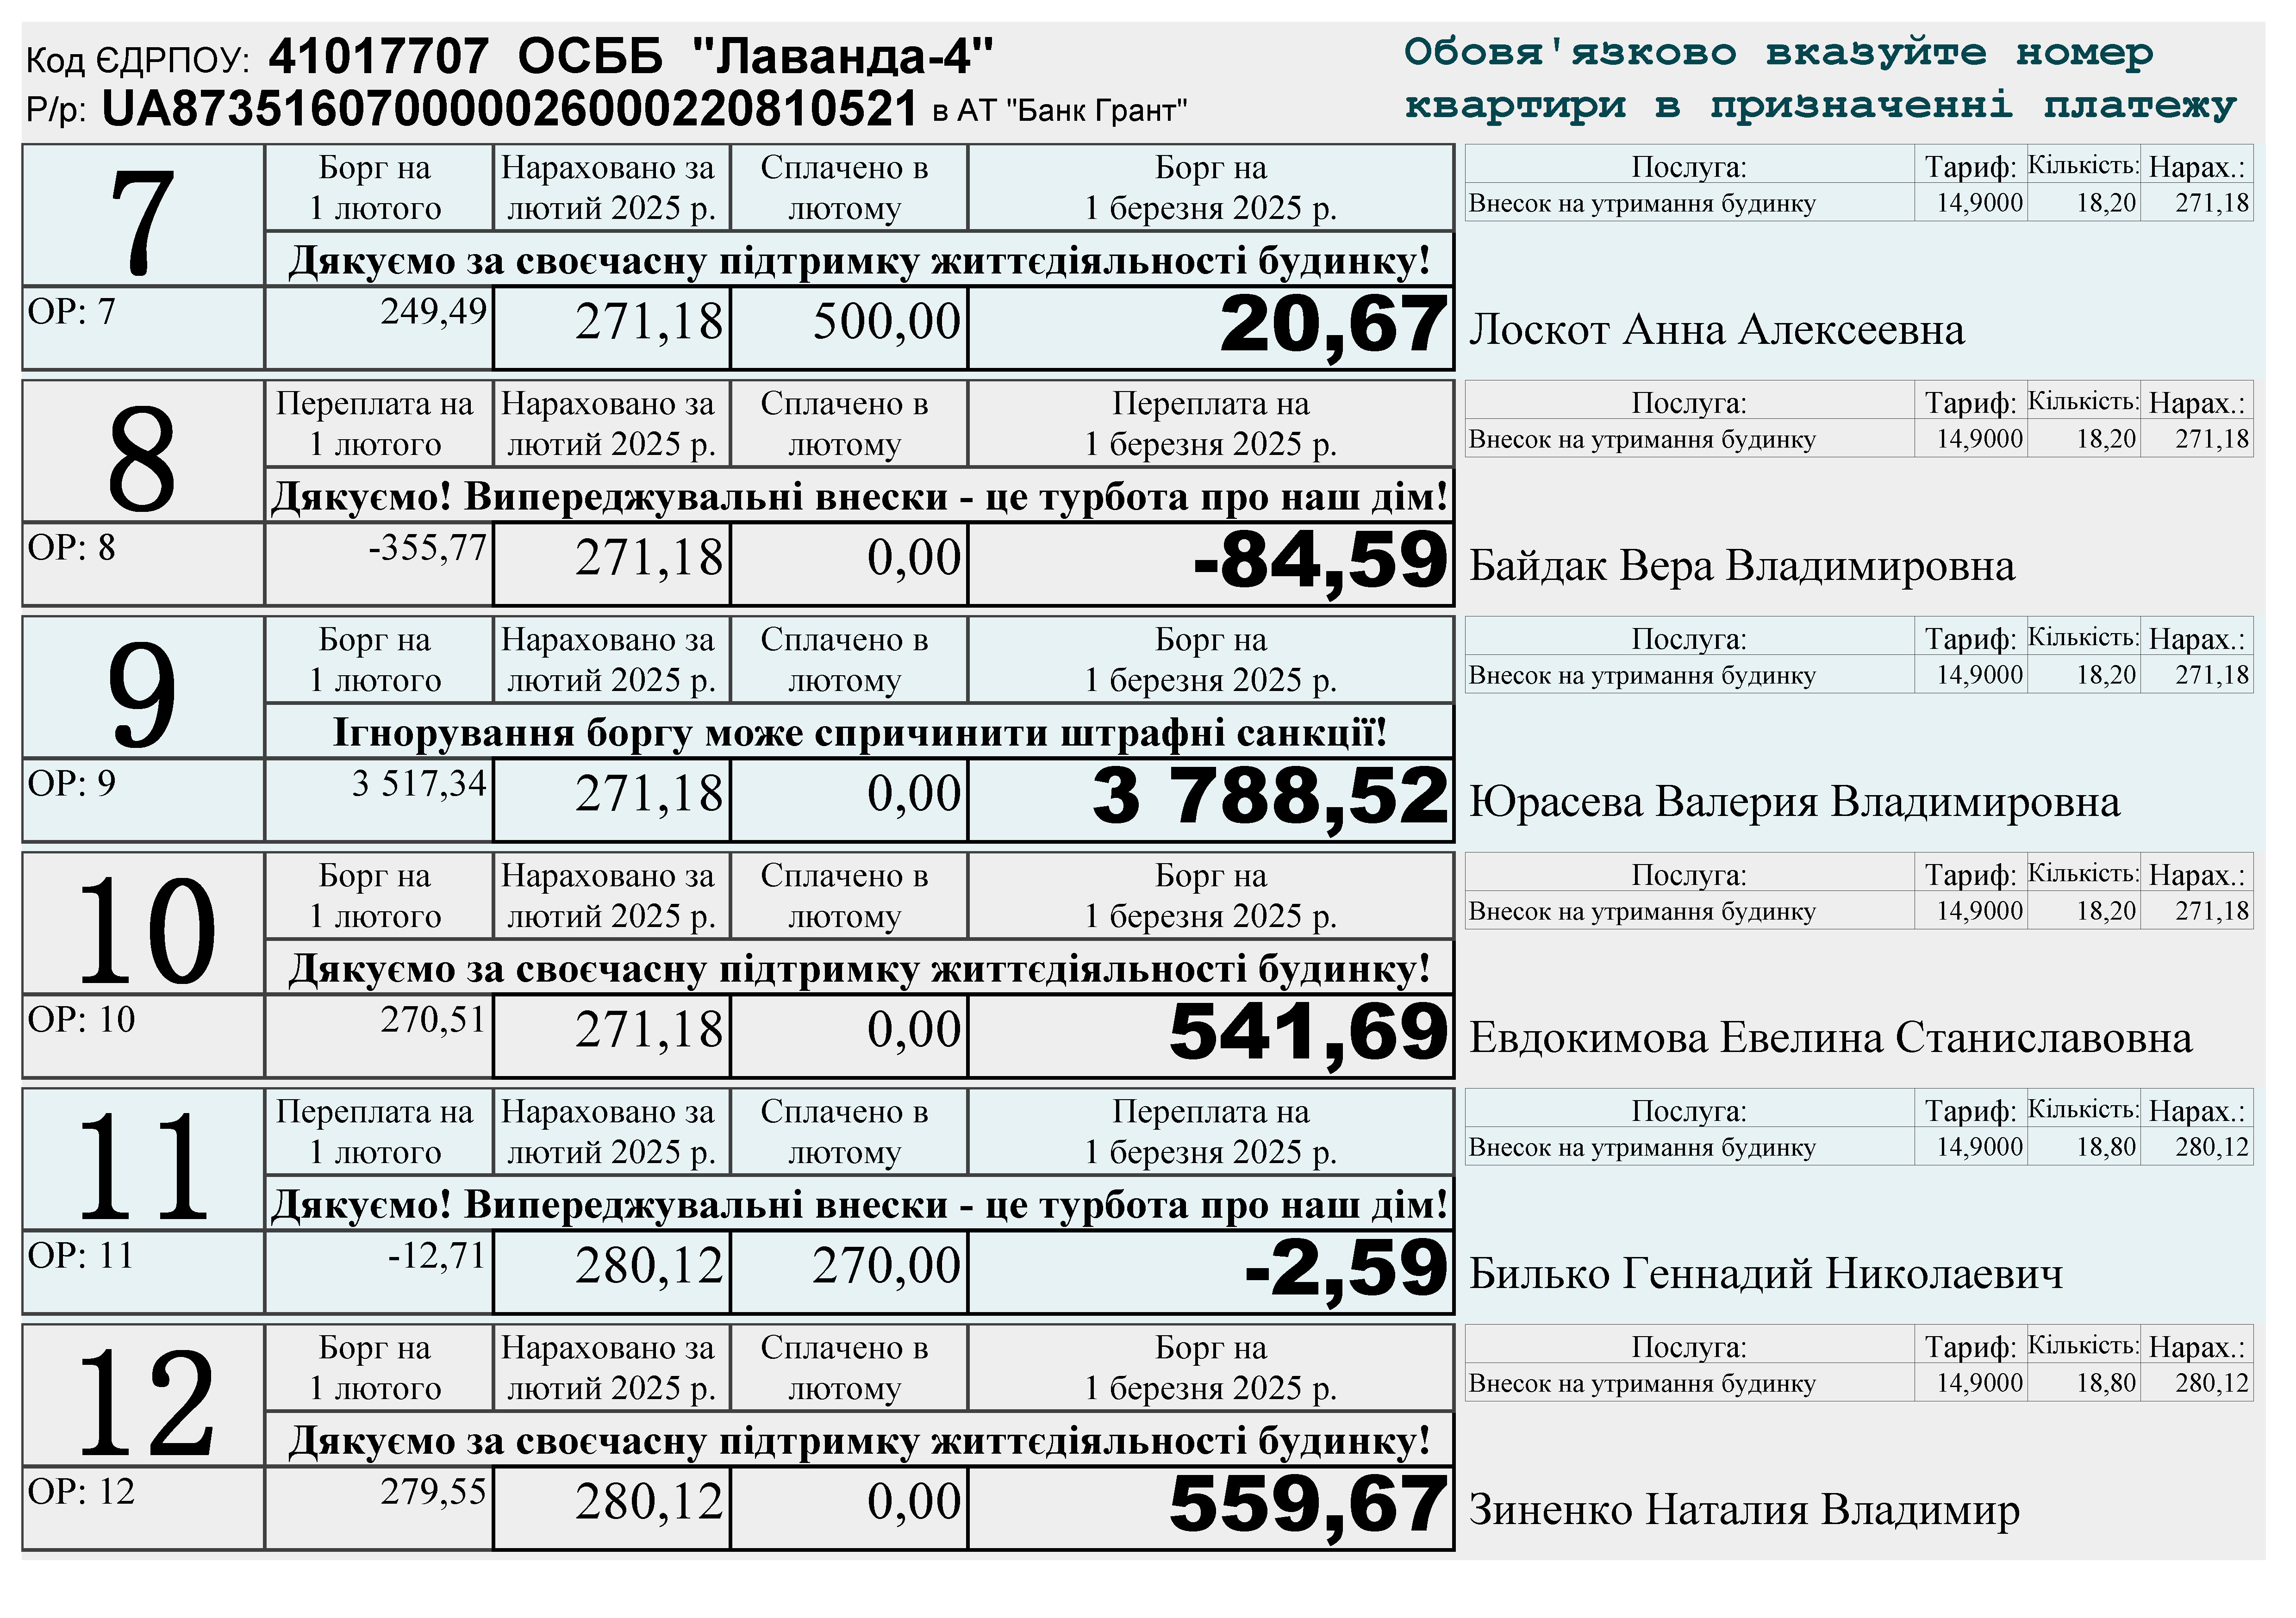 Код ЄДРПОУ: 41017707 ОСББ "Лаванда-4"
Р/р: UA873516070000026000220810521 в АТ "Банк Грант"
Обовя'язково вказуйте номер
квартири в призначенні платежу
7
Борг на 1 лютого
Нараховано за лютий 2025 р.
Сплачено в лютому
Борг на 1 березня 2025 р.
Послуга: Тариф: Кількість: Нарах.:
Внесок на утримання будинку 14,9000 18,20 271,18
Дякуємо за своєчасну підтримку життєдіяльності будинку!
ОР: 7 249,49 271,18 500,00 20,67 Лоскот Анна Алексеевна
8
Переплата на 1 лютого
Нараховано за лютий 2025 р.
Сплачено в лютому
Переплата на 1 березня 2025 р.
Послуга: Тариф: Кількість: Нарах.:
Внесок на утримання будинку 14,9000 18,20 271,18
Дякуємо! Випереджувальні внески - це турбота про наш дім!
ОР: 8 -355,77 271,18 0,00 -84,59 Байдак Вера Владимировна
9
Борг на 1 лютого
Нараховано за лютий 2025 р.
Сплачено в лютому
Борг на 1 березня 2025 р.
Послуга: Тариф: Кількість: Нарах.:
Внесок на утримання будинку 14,9000 18,20 271,18
Ігнорування боргу може спричинити штрафні санкції!
ОР: 9 3 517,34 271,18 0,00 3 788,52 Юрасева Валерия Владимировна
10
Борг на 1 лютого
Нараховано за лютий 2025 р.
Сплачено в лютому
Борг на 1 березня 2025 р.
Послуга: Тариф: Кількість: Нарах.:
Внесок на утримання будинку 14,9000 18,20 271,18
Дякуємо за своєчасну підтримку життєдіяльності будинку!
ОР: 10 270,51 271,18 0,00 541,69 Евдокимова Евелина Станиславовна
11
Переплата на 1 лютого
Нараховано за лютий 2025 р.
Сплачено в лютому
Переплата на 1 березня 2025 р.
Послуга: Тариф: Кількість: Нарах.:
Внесок на утримання будинку 14,9000 18,80 280,12
Дякуємо! Випереджувальні внески - це турбота про наш дім!
ОР: 11 -12,71 280,12 270,00 -2,59 Билько Геннадий Николаевич
12
Борг на 1 лютого
Нараховано за лютий 2025 р.
Сплачено в лютому
Борг на 1 березня 2025 р.
Послуга: Тариф: Кількість: Нарах.:
Внесок на утримання будинку 14,9000 18,80 280,12
Дякуємо за своєчасну підтримку життєдіяльності будинку!
ОР: 12 279,55 280,12 0,00 559,67 Зиненко Наталия Владимир